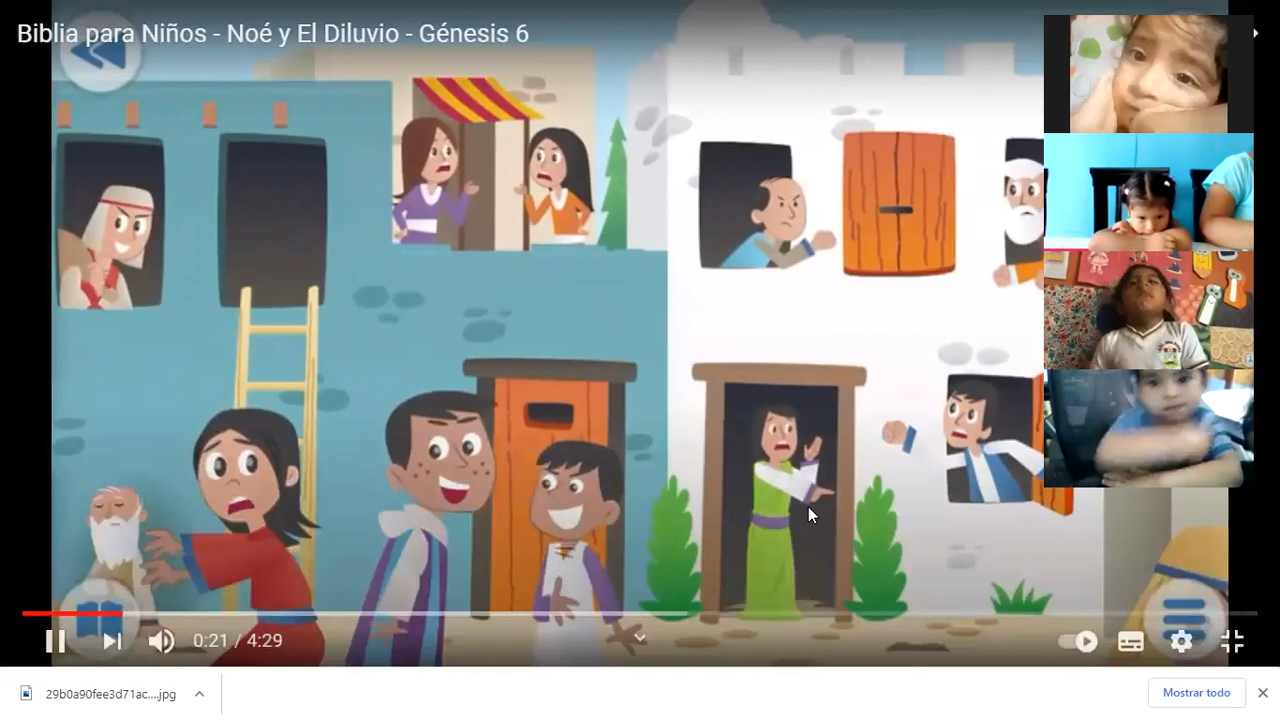 Biblia para Niños - Noé y El Diluvio - Génesis 6
0:21 / 4:29
29b0a90fee3d71ac....jpg
Mostrar todo